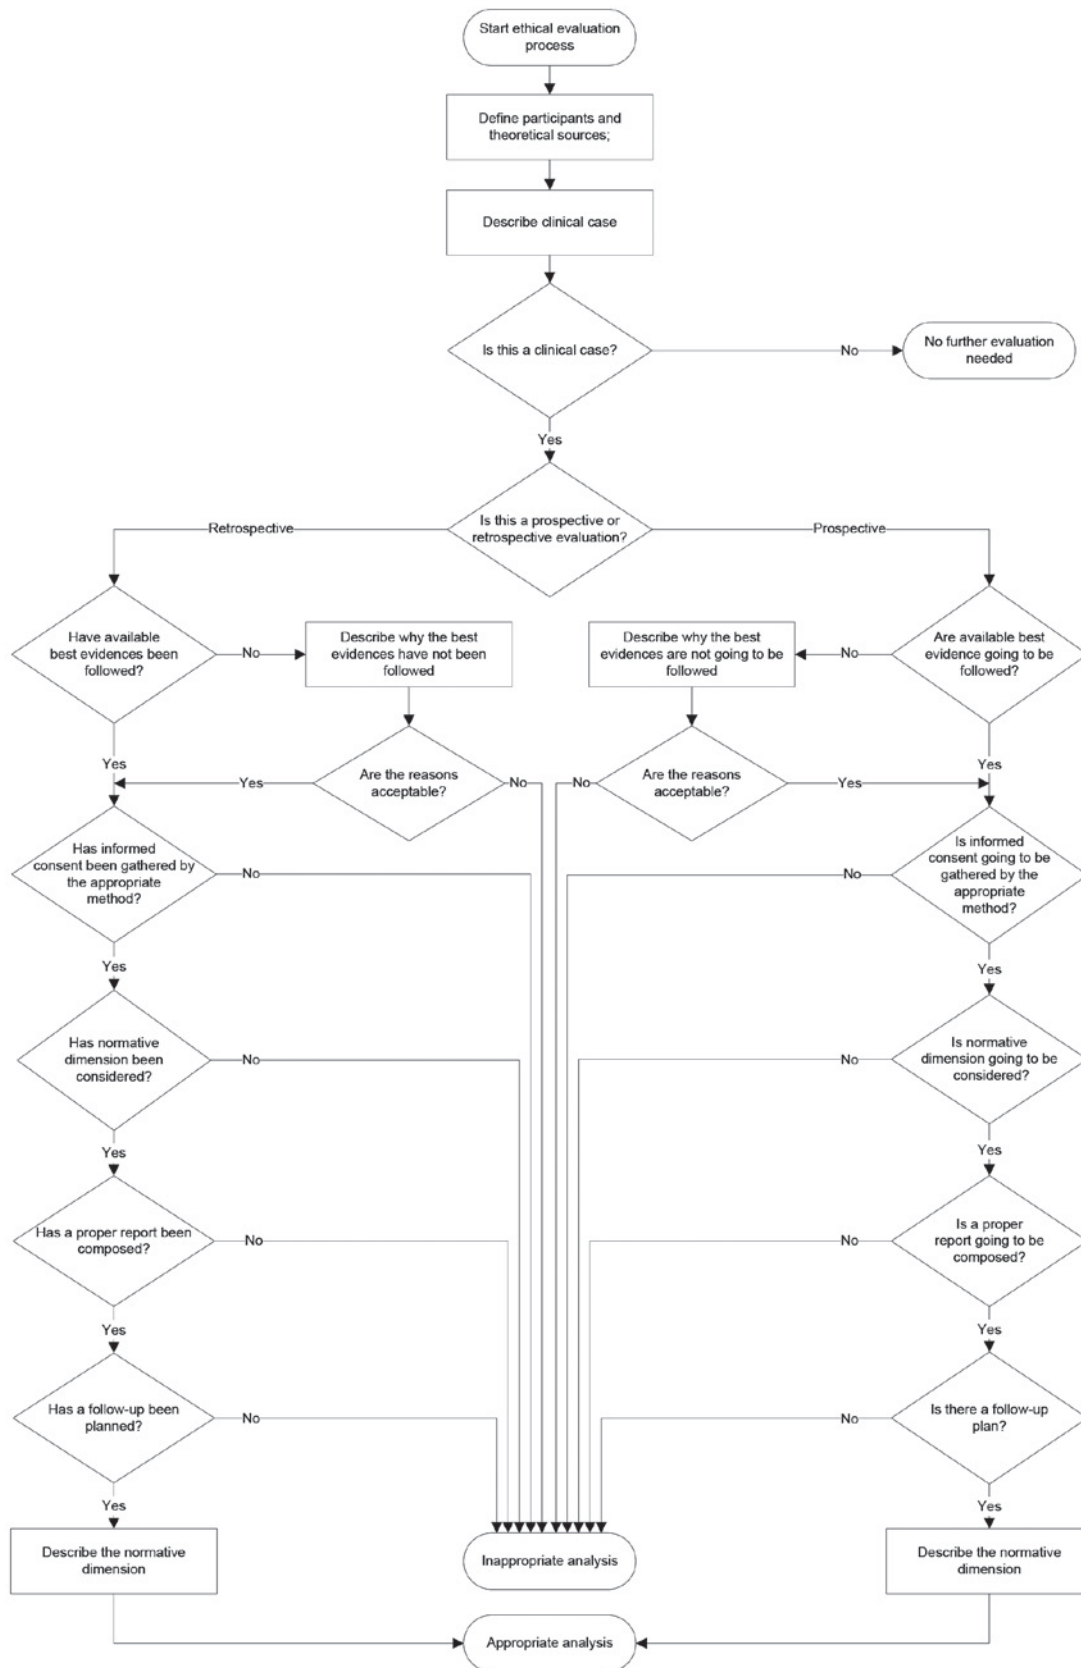 Start ethical evaluation
process
Define participants and
theoretical sources;
Describe clinical case
Is this a clinical case?
No
No further evaluation
needed
Yes
Is this a prospective or
retrospective evaluation?
Retrospective
Prospective
Have available
best evidences been
followed?
No
Describe why the best
evidences have not been
followed
Describe why the best
evidences are not going to be
followed
No
Are available best
evidence going to be
followed?
Yes
Yes
Are the reasons
acceptable?
No
No
Are the reasons
acceptable?
Yes
Yes
Has informed
consent been gathered by
the appropriate
method?
No
No
Is informed
consent going to be
gathered by the
appropriate
method?
Yes
Yes
Has normative
dimension been
considered?
No
No
Is normative
dimension going to be
considered?
Yes
Yes
Has a proper report been
composed?
No
No
Is a proper
report going to be
composed?
Yes
Yes
Has a follow-up been
planned?
No
No
Is there a follow-up
plan?
Yes
Yes
Describe the normative
dimension
Inappropriate analysis
Describe the normative
dimension
Appropriate analysis